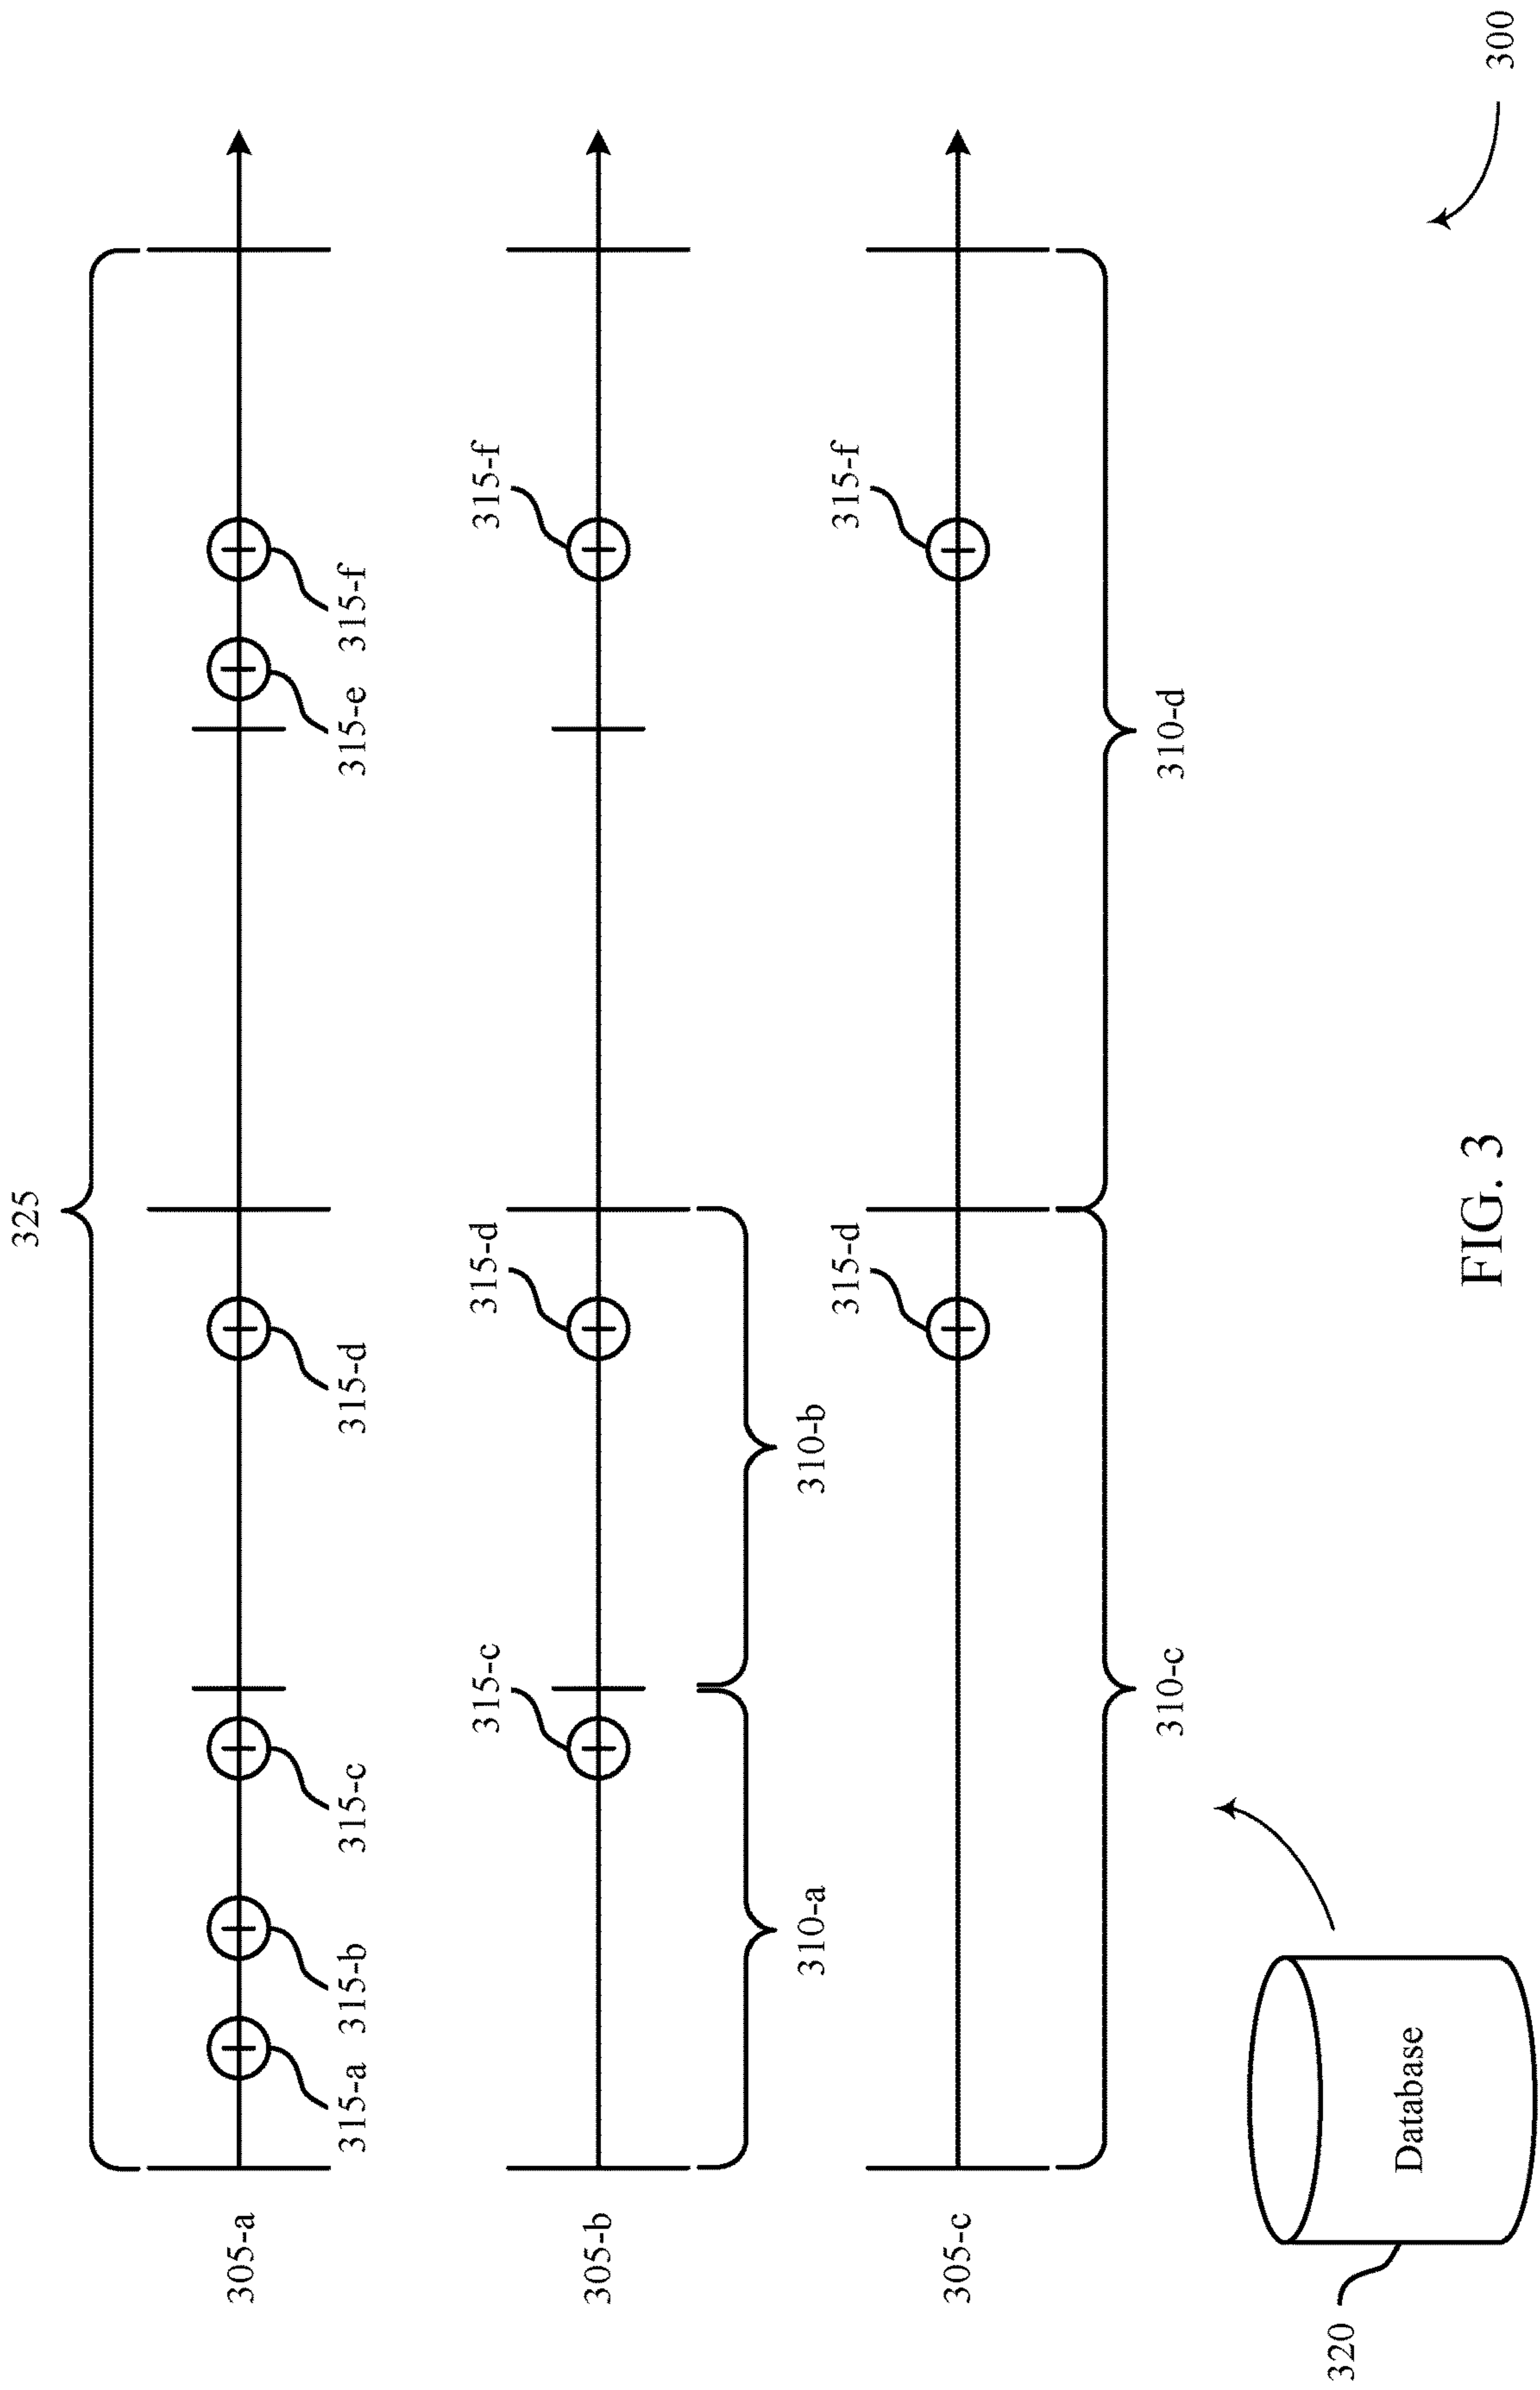 325
305-a
315-a
315-b
315-c
315-d
315-e
315-f
305-b
315-c
315-d
315-f
310-a
310-b
305-c
315-d
315-f
310-c
310-d
320
Database
300
FIG. 3